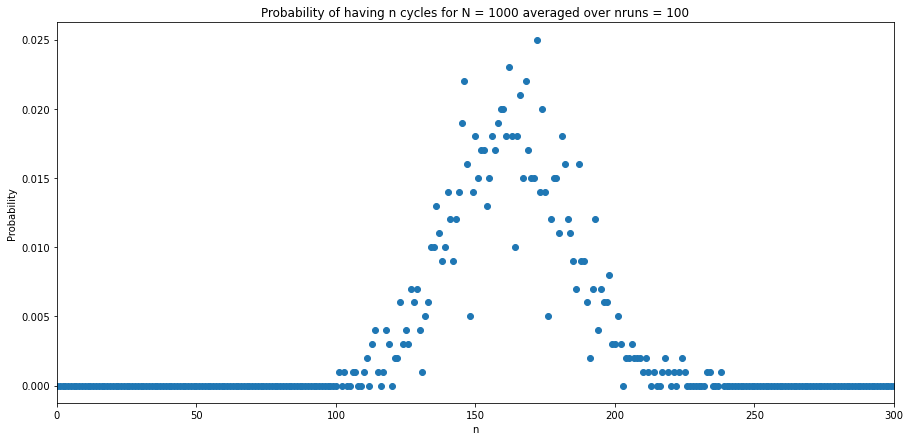 Probability of having n cycles for N = 1000 averaged over nruns = 100
0.025
0.020
0.015
0.010
0.005
0.000
Probability
0 50 100 150 200 250 300
n